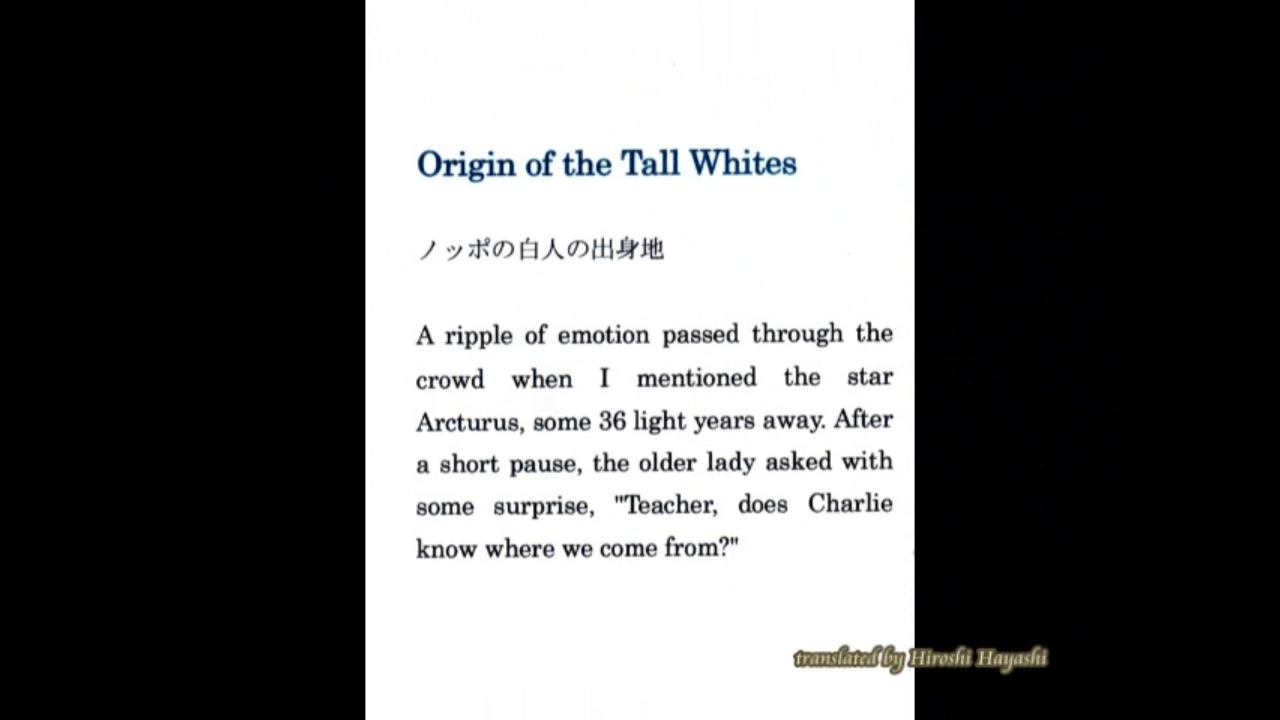 Origin of the Tall Whites
ノッポの白人の出身地
A ripple of emotion passed through the
crowd when I mentioned the star
Arcturus, some 36 light years away. After
a short pause, the older lady asked with
some surprise, "Teacher, does Charlie
know where we come from?"
translated by Hiroshi Hayashi